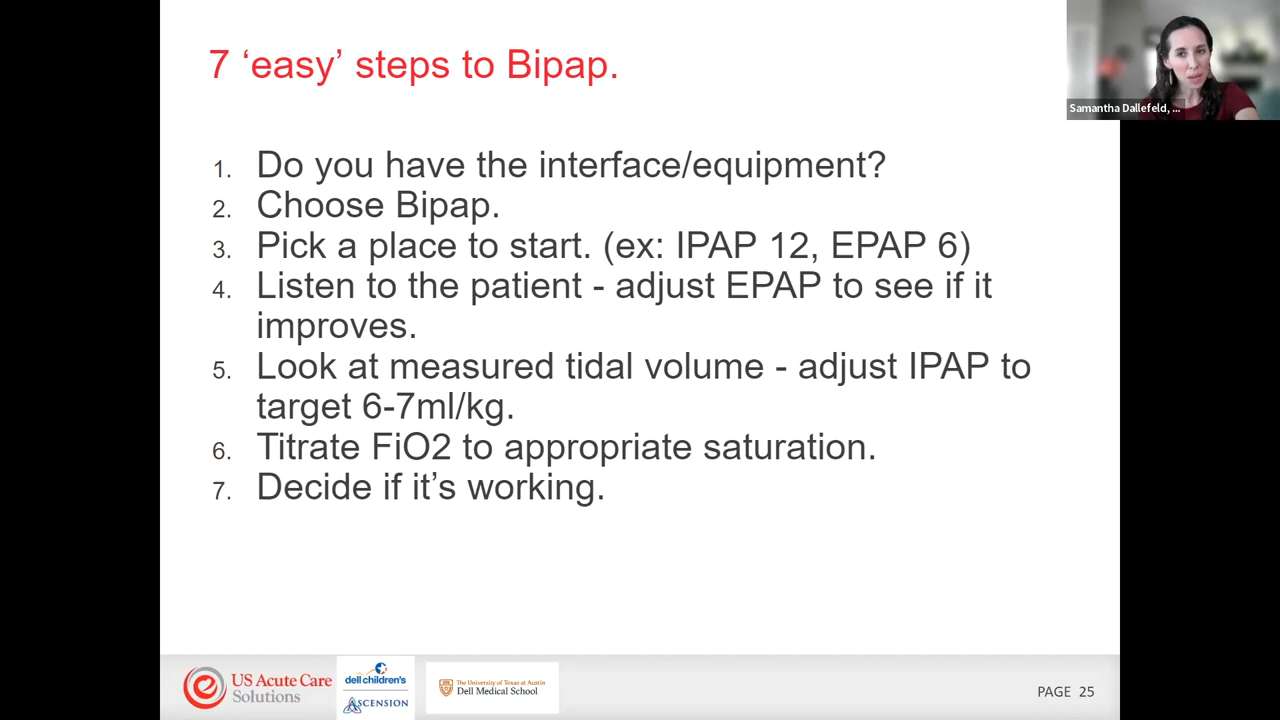 7 ‘easy’ steps to Bipap.
Samantha Dallefeld, ...
1. Do you have the interface/equipment?
2. Choose Bipap.
3. Pick a place to start. (ex: IPAP 12, EPAP 6)
4. Listen to the patient - adjust EPAP to see if it
improves.
5. Look at measured tidal volume - adjust IPAP to
target 6-7ml/kg.
6. Titrate FiO2 to appropriate saturation.
7. Decide if it’s working.
US Acute Care
Solutions
dell children's
ASCENSION
The University of Texas at Austin
Dell Medical School
PAGE 25